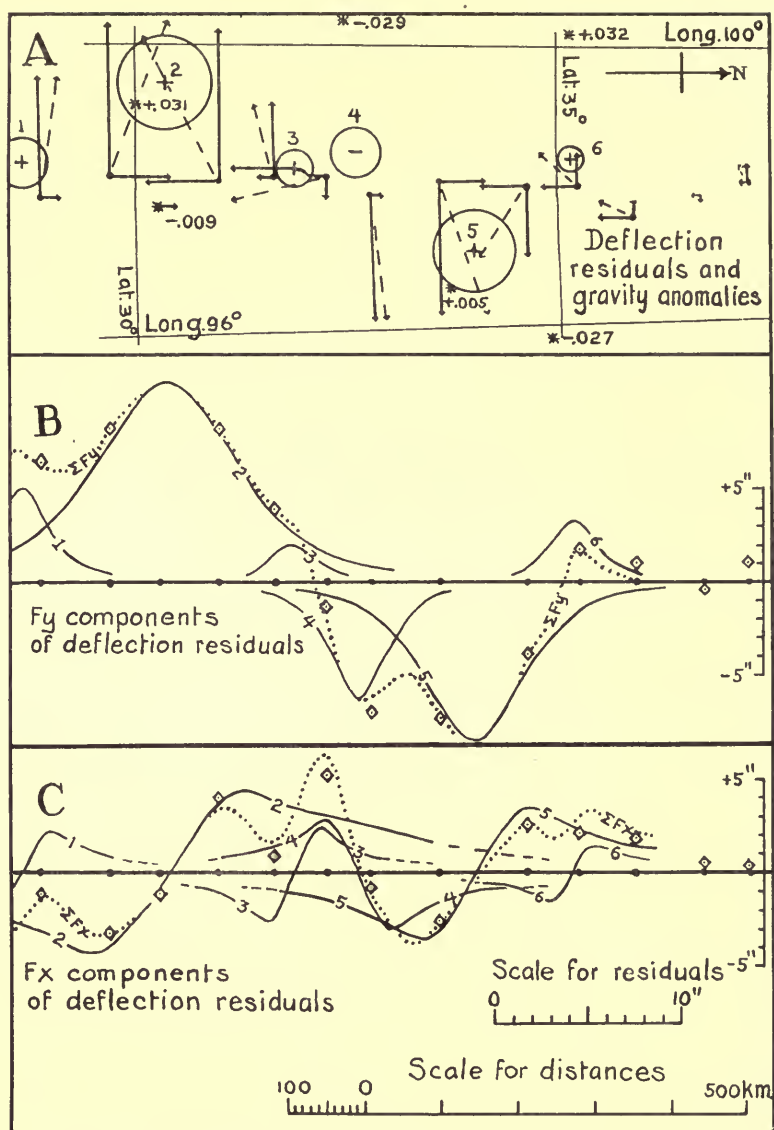 A
*-.029
*+.032
Long.100°
N
2
*+.031
Lat.35°
1
+
3
4
-
6
+
*-.009
5
Deflection
residuals and
gravity anomalies
Lat.30°
Long.96°
*+.005
*-.027
B
ΣFy
2
+5"
1
3
6
Fy components
of deflection residuals
4
5
ΣFy
-5"
C
+5"
1
2
4
3
5
ΣFx
6
ΣFx
2
3
5
4
6
Fx components
of deflection residuals
Scale for residuals
-5"
0
10"
Scale for distances
100
0
500km